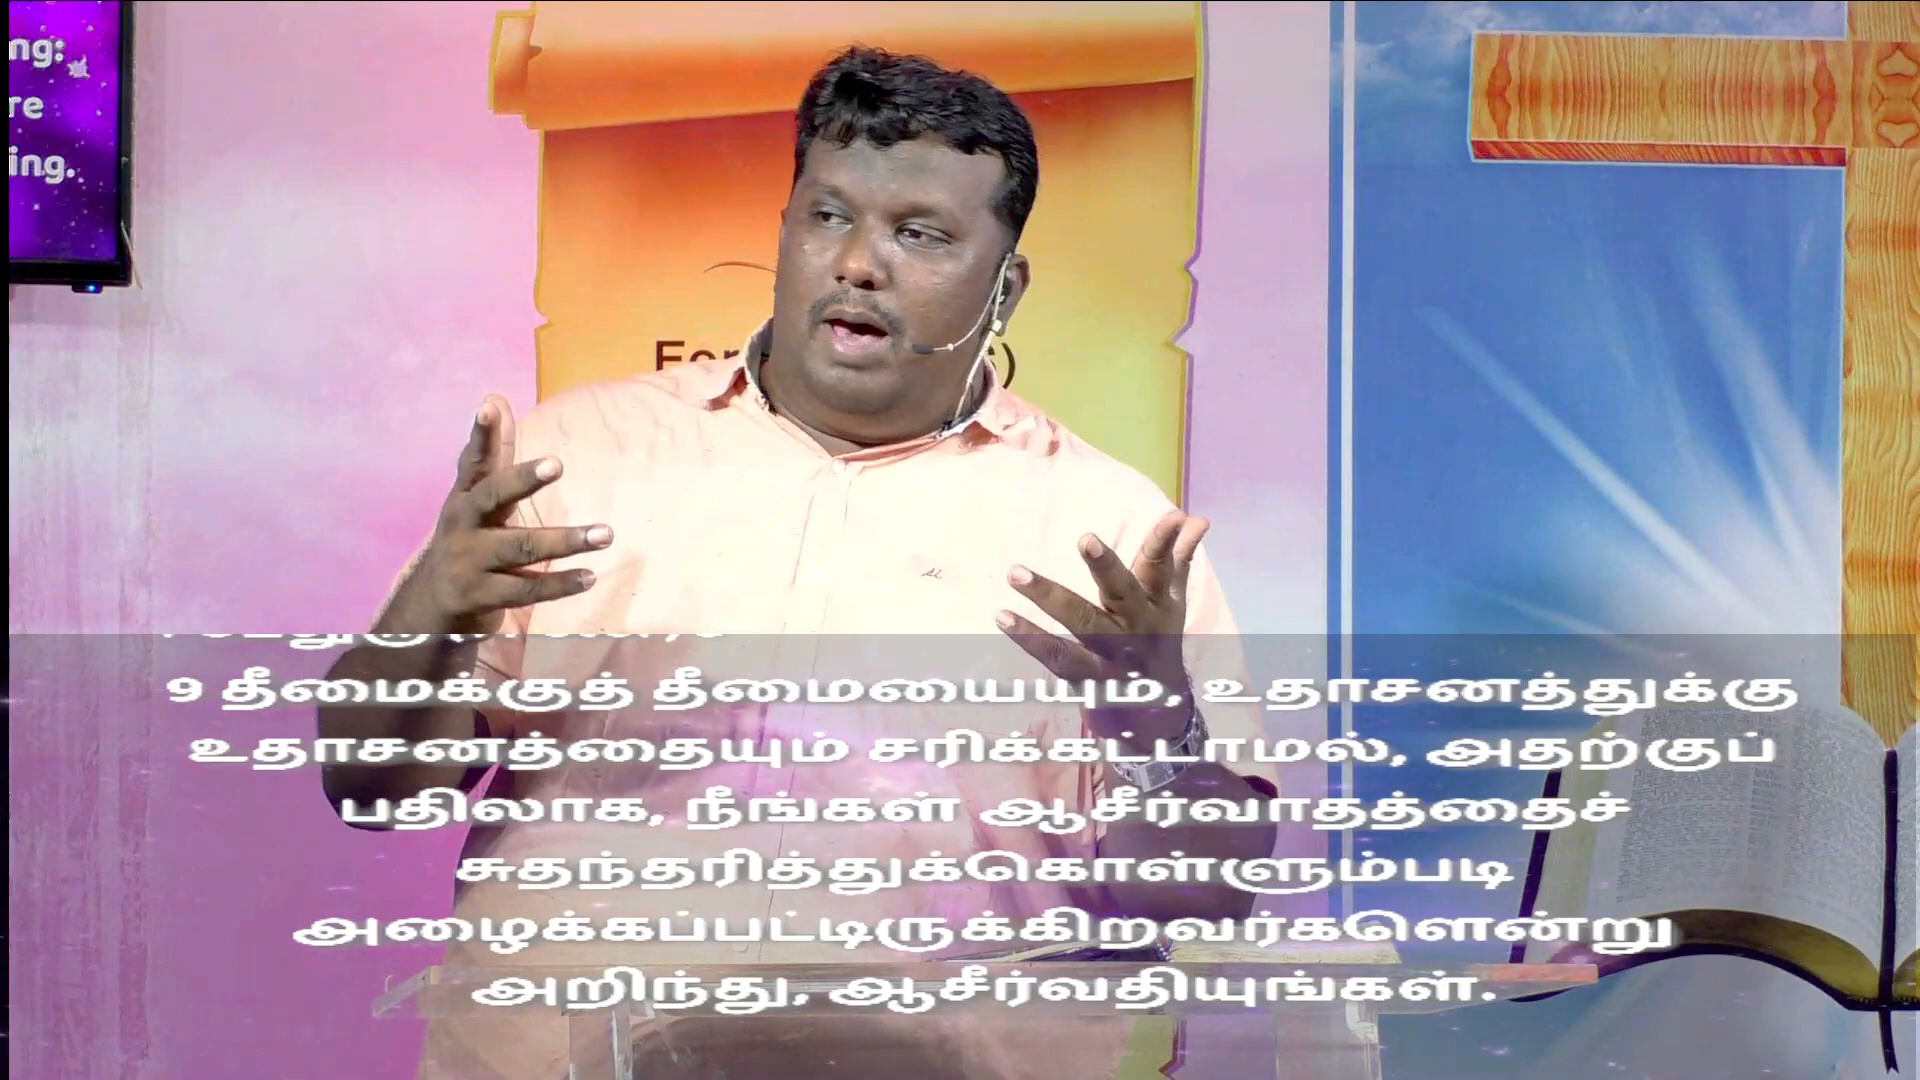 ng:
re
ing.
9 தீமைக்குத் தீமையையும், உதாசனத்துக்கு
உதாசனத்தையும் சரிக்கட்டாமல், அதற்குப்
பதிலாக, நீங்கள் ஆசீர்வாதத்தைச்
சுதந்தரித்துக்கொள்ளும்படி
அழைக்கப்பட்டிருக்கிறவர்களென்று
அறிந்து, ஆசீர்வதியுங்கள்.